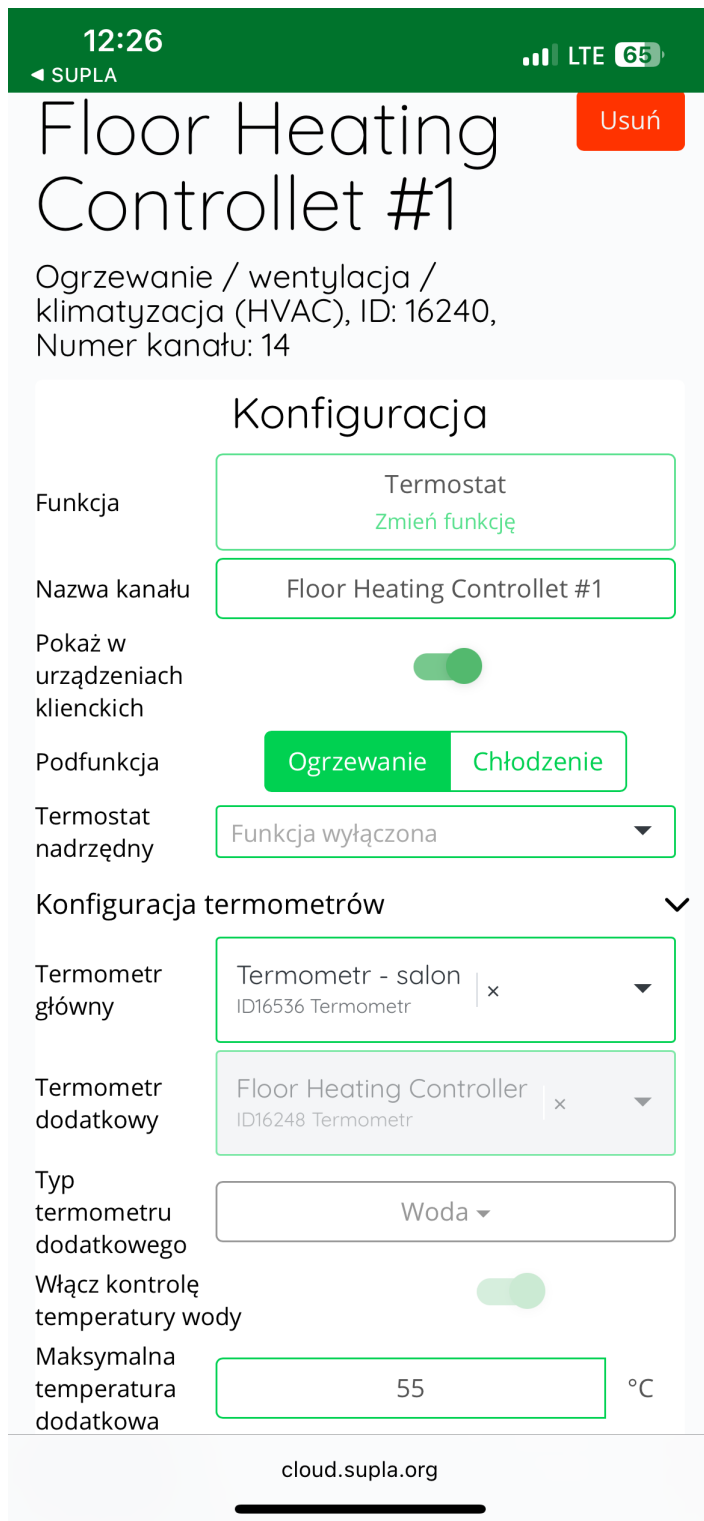 12:26
LTE 65
◀ SUPLA
Floor Heating
Controllet #1
Usuń
Ogrzewanie / wentylacja /
klimatyzacja (HVAC), ID: 16240,
Numer kanału: 14
Konfiguracja
Funkcja
Termostat
Zmień funkcję
Nazwa kanału
Floor Heating Controllet #1
Pokaż w
urządzeniach
klienckich
Podfunkcja
Ogrzewanie
Chłodzenie
Termostat
nadrzędny
Funkcja wyłączona
Konfiguracja termometrów
Termometr
główny
Termometr - salon
ID16536 Termometr
×
Termometr
dodatkowy
Floor Heating Controller
ID16248 Termometr
×
Typ
termometru
dodatkowego
Woda
Włącz kontrolę
temperatury wody
Maksymalna
temperatura
dodatkowa
55
°C
cloud.supla.org